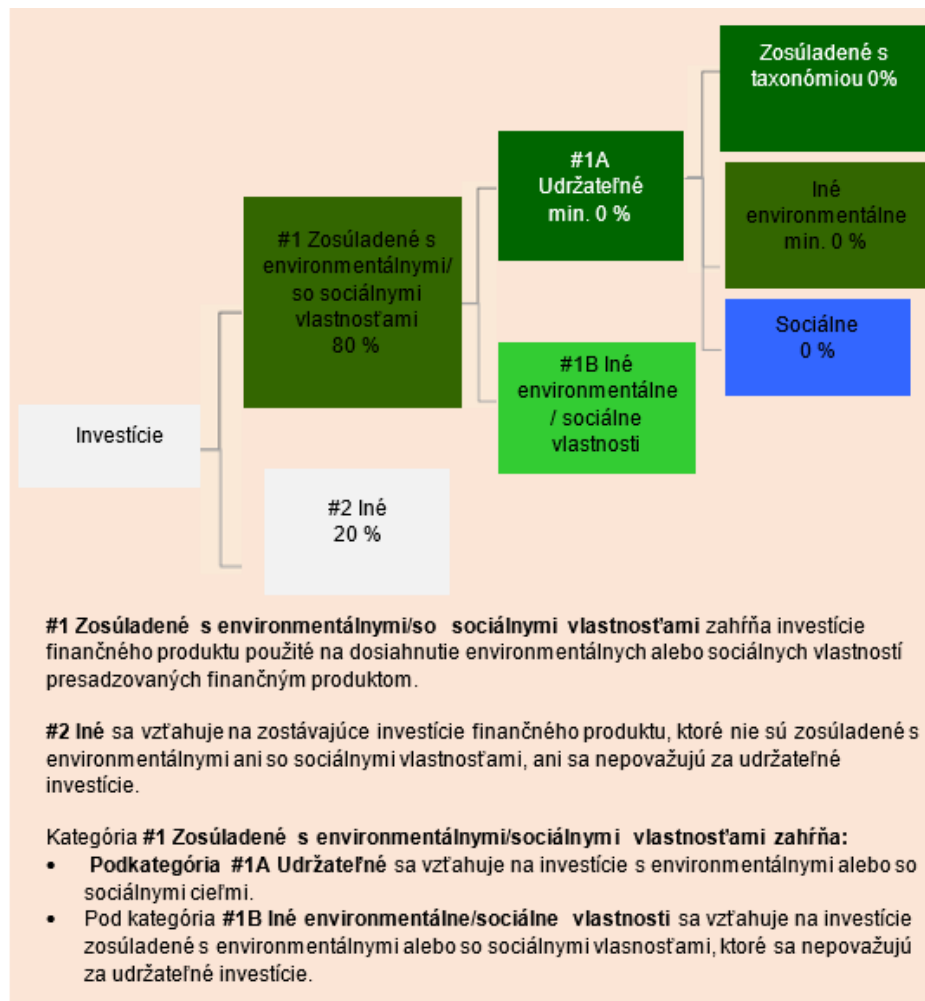 Zosúladené s
taxonómiou 0%
#1A
Udržateľné
min. 0 %
Iné
environmentálne
min. 0 %
#1 Zosúladené s
environmentálnymi/
so sociálnymi
vlastnosťami
80 %
Sociálne
0 %
#1B Iné
environmentálne
/ sociálne
vlastnosti
Investície
#2 Iné
20 %
#1 Zosúladené s environmentálnymi/so sociálnymi vlastnosťami zahŕňa investície
finančného produktu použité na dosiahnutie environmentálnych alebo sociálnych vlastností
presadzovaných finančným produktom.
#2 Iné sa vzťahuje na zostávajúce investície finančného produktu, ktoré nie sú zosúladené s
environmentálnymi ani so sociálnymi vlastnosťami, ani sa nepovažujú za udržateľné
investície.
Kategória #1 Zosúladené s environmentálnymi/sociálnymi vlastnosťami zahŕňa:
• Podkategória #1A Udržateľné sa vzťahuje na investície s environmentálnymi alebo so
sociálnymi cieľmi.
• Pod kategória #1B Iné environmentálne/sociálne vlastnosti sa vzťahuje na investície
zosúladené s environmentálnymi alebo so sociálnymi vlasnosťami, ktoré sa nepovažujú
za udržateľné investície.